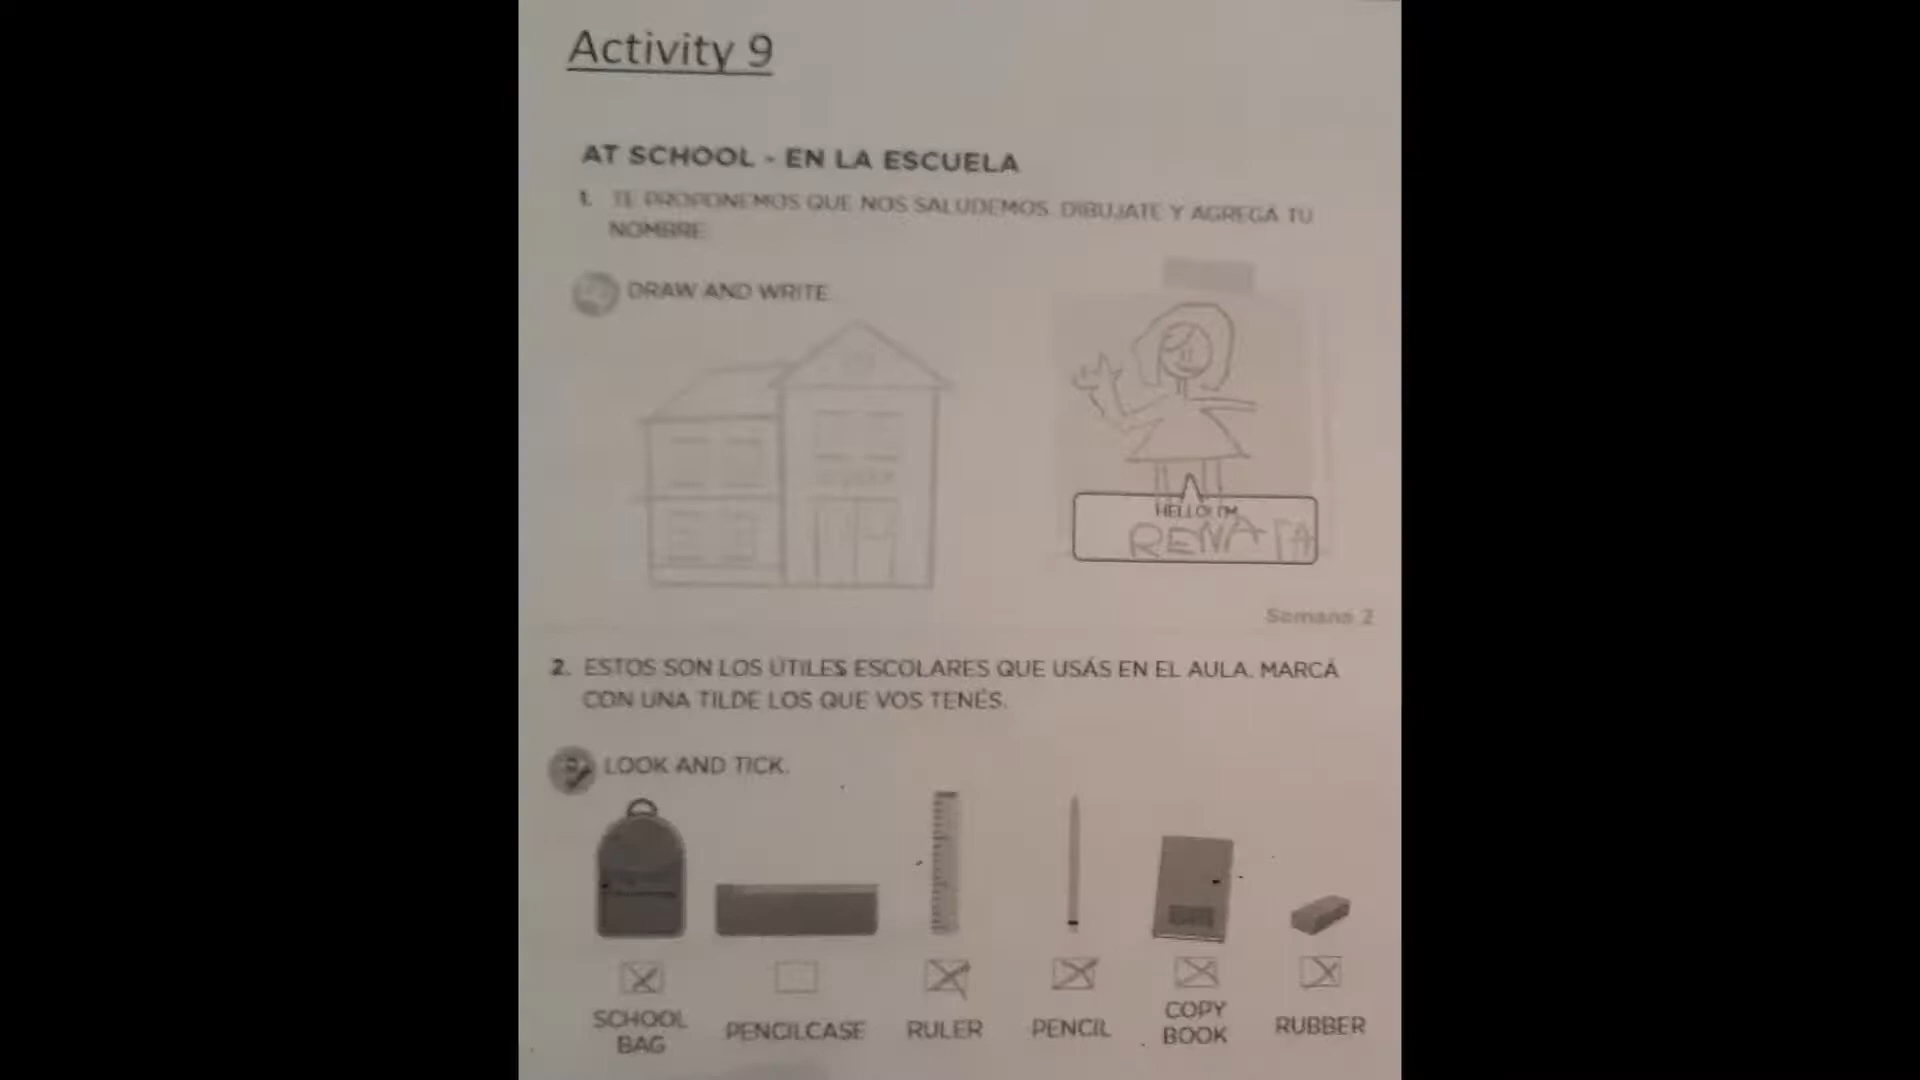 Activity 9
AT SCHOOL - EN LA ESCUELA
1. TE PROPONEMOS QUE NOS SALUDEMOS. DIBUJATE Y AGREGÁ TU
NOMBRE.
DRAW AND WRITE.
HELLO! I'M
RENATA
Semana 2
2. ESTOS SON LOS ÚTILES ESCOLARES QUE USÁS EN EL AULA. MARCÁ
CON UNA TILDE LOS QUE VOS TENÉS.
LOOK AND TICK.
SCHOOL
BAG
PENCILCASE
RULER
PENCIL
COPY
BOOK
RUBBER